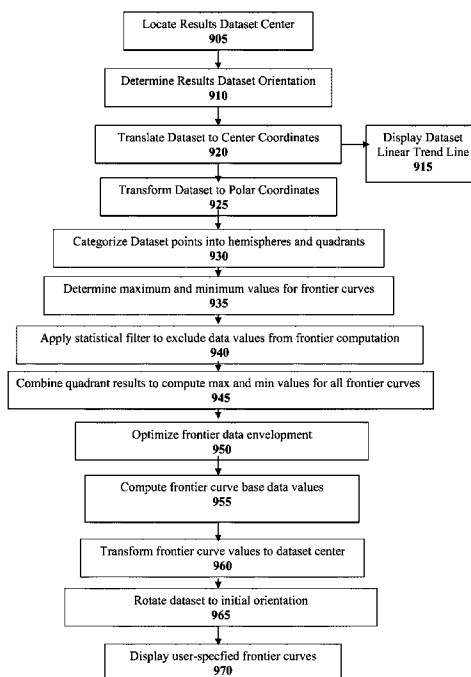 Locate Results Dataset Center
905
Determine Results Dataset Orientation
910
Translate Dataset to Center Coordinates
920
Display Dataset
Linear Trend Line
915
Transform Dataset to Polar Coordinates
925
Categorize Dataset points into hemispheres and quadrants
930
Determine maximum and minimum values for frontier curves
935
Apply statistical filter to exclude data values from frontier computation
940
Combine quadrant results to compute max and min values for all frontier curves
945
Optimize frontier data envelopment
950
Compute frontier curve base data values
955
Transform frontier curve values to dataset center
960
Rotate dataset to initial orientation
965
Display user-specfied frontier curves
970